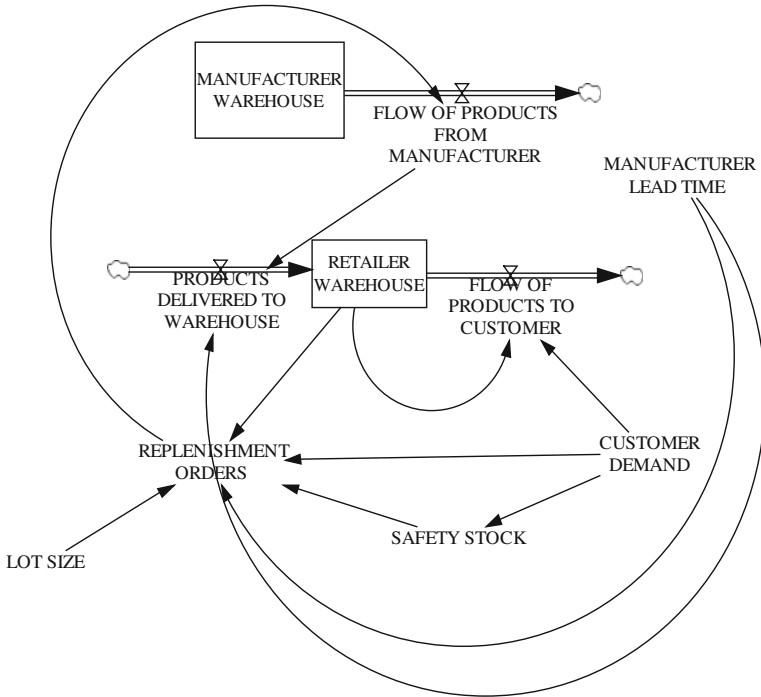 MANUFACTURER
WAREHOUSE
FLOW OF PRODUCTS
FROM
MANUFACTURER
MANUFACTURER
LEAD TIME
PRODUCTS
DELIVERED TO
WAREHOUSE
RETAILER
WAREHOUSE
FLOW OF
PRODUCTS TO
CUSTOMER
REPLENISHMENT
ORDERS
CUSTOMER
DEMAND
SAFETY STOCK
LOT SIZE